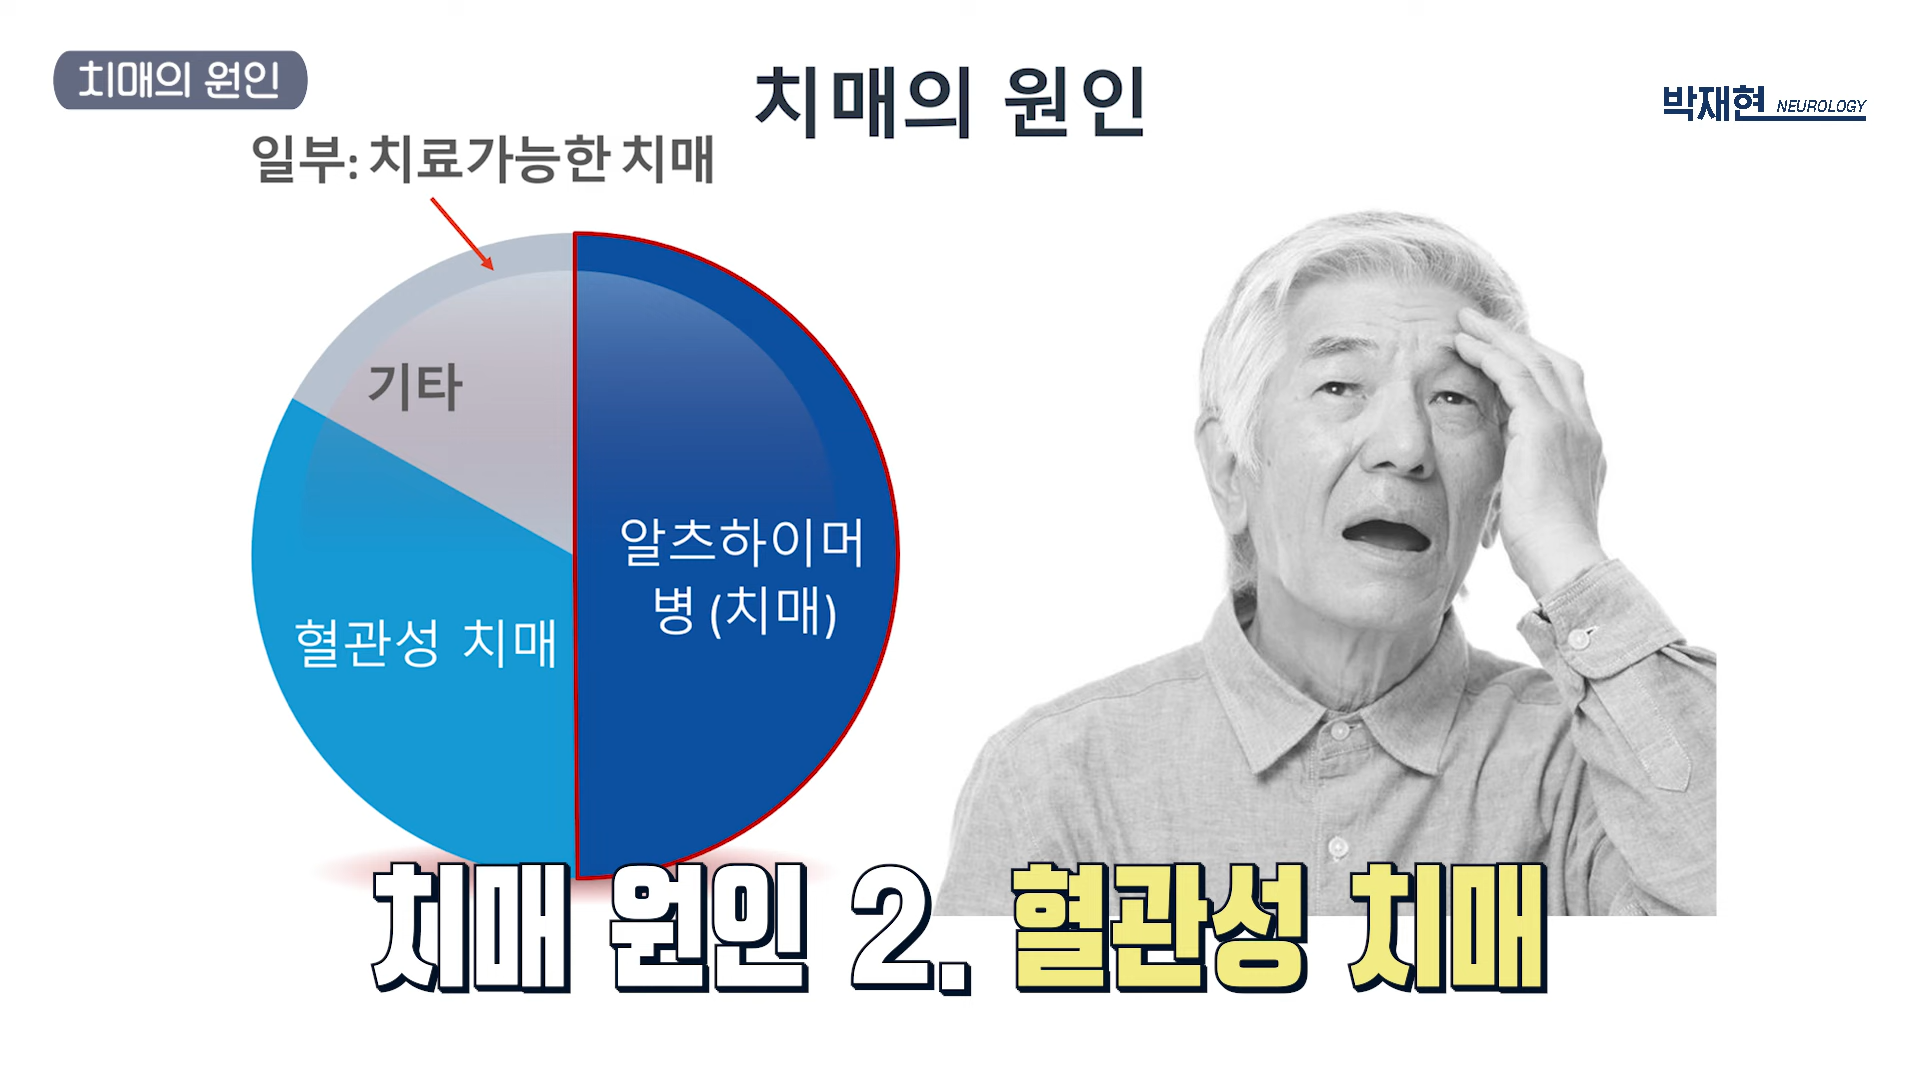 치매의 원인
치매의 원인
박재현 NEUROLOGY
일부: 치료가능한 치매
기타
알츠하이머
병 (치매)
혈관성 치매
치매 원인 2. 혈관성 치매